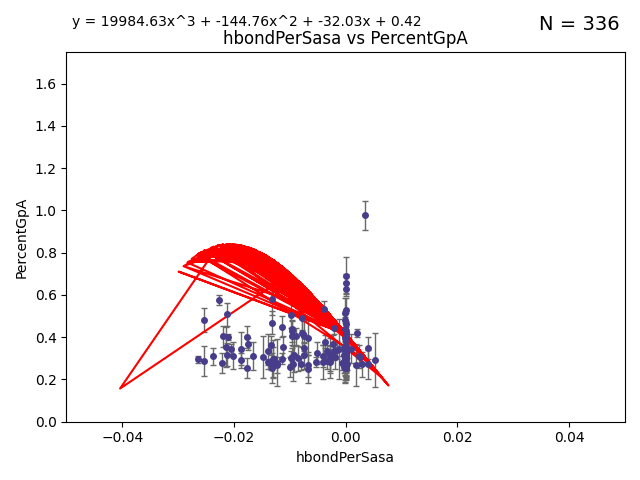 y = 19984.63x^3 + -144.76x^2 + -32.03x + 0.42
N = 336
hbondPerSasa vs PercentGpA
PercentGpA
1.6
1.4
1.2
1.0
0.8
0.6
0.4
0.2
0.0
−0.04 −0.02 0.00 0.02 0.04
hbondPerSasa